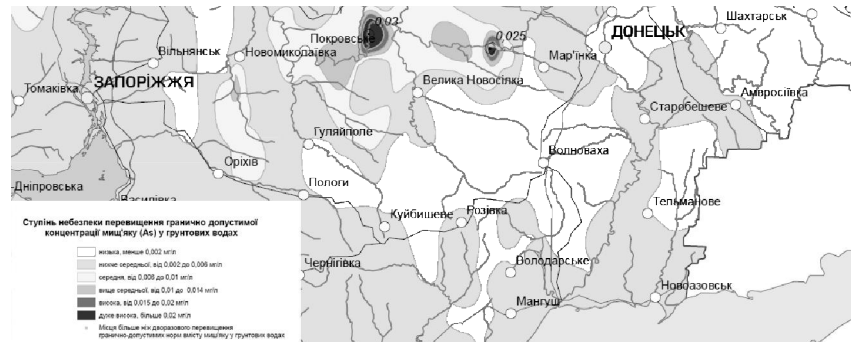 0,03
0,025
Шахтарськ
ДОНЕЦЬК
Покровське
Вільнянськ
Новомиколаївка
Мар'їнка
Томаківка
ЗАПОРІЖЖЯ
Велика Новосілка
Амвросіївка
Старобешеве
Гуляйполе
Оріхів
Волноваха
-Дніпровська
Пологи
Василівка
Тельманове
Куйбишеве
Розівка
Чернігівка
Володарське
Новоазовськ
Мангуш
Ступінь небезпеки перевищення гранично допустимої
концентрації миш'яку (As) у ґрунтових водах
низька, менше 0,002 мг/л
нижче середньої, від 0,002 до 0,006 мг/л
середня, від 0,006 до 0,01 мг/л
вище середньої, від 0,01 до 0,014 мг/л
висока, від 0,015 до 0,02 мг/л
дуже висока, більше 0,02 мг/л
Місця більше ніж дворазового перевищення
гранично-допустимих норм вмісту миш'яку у ґрунтових водах